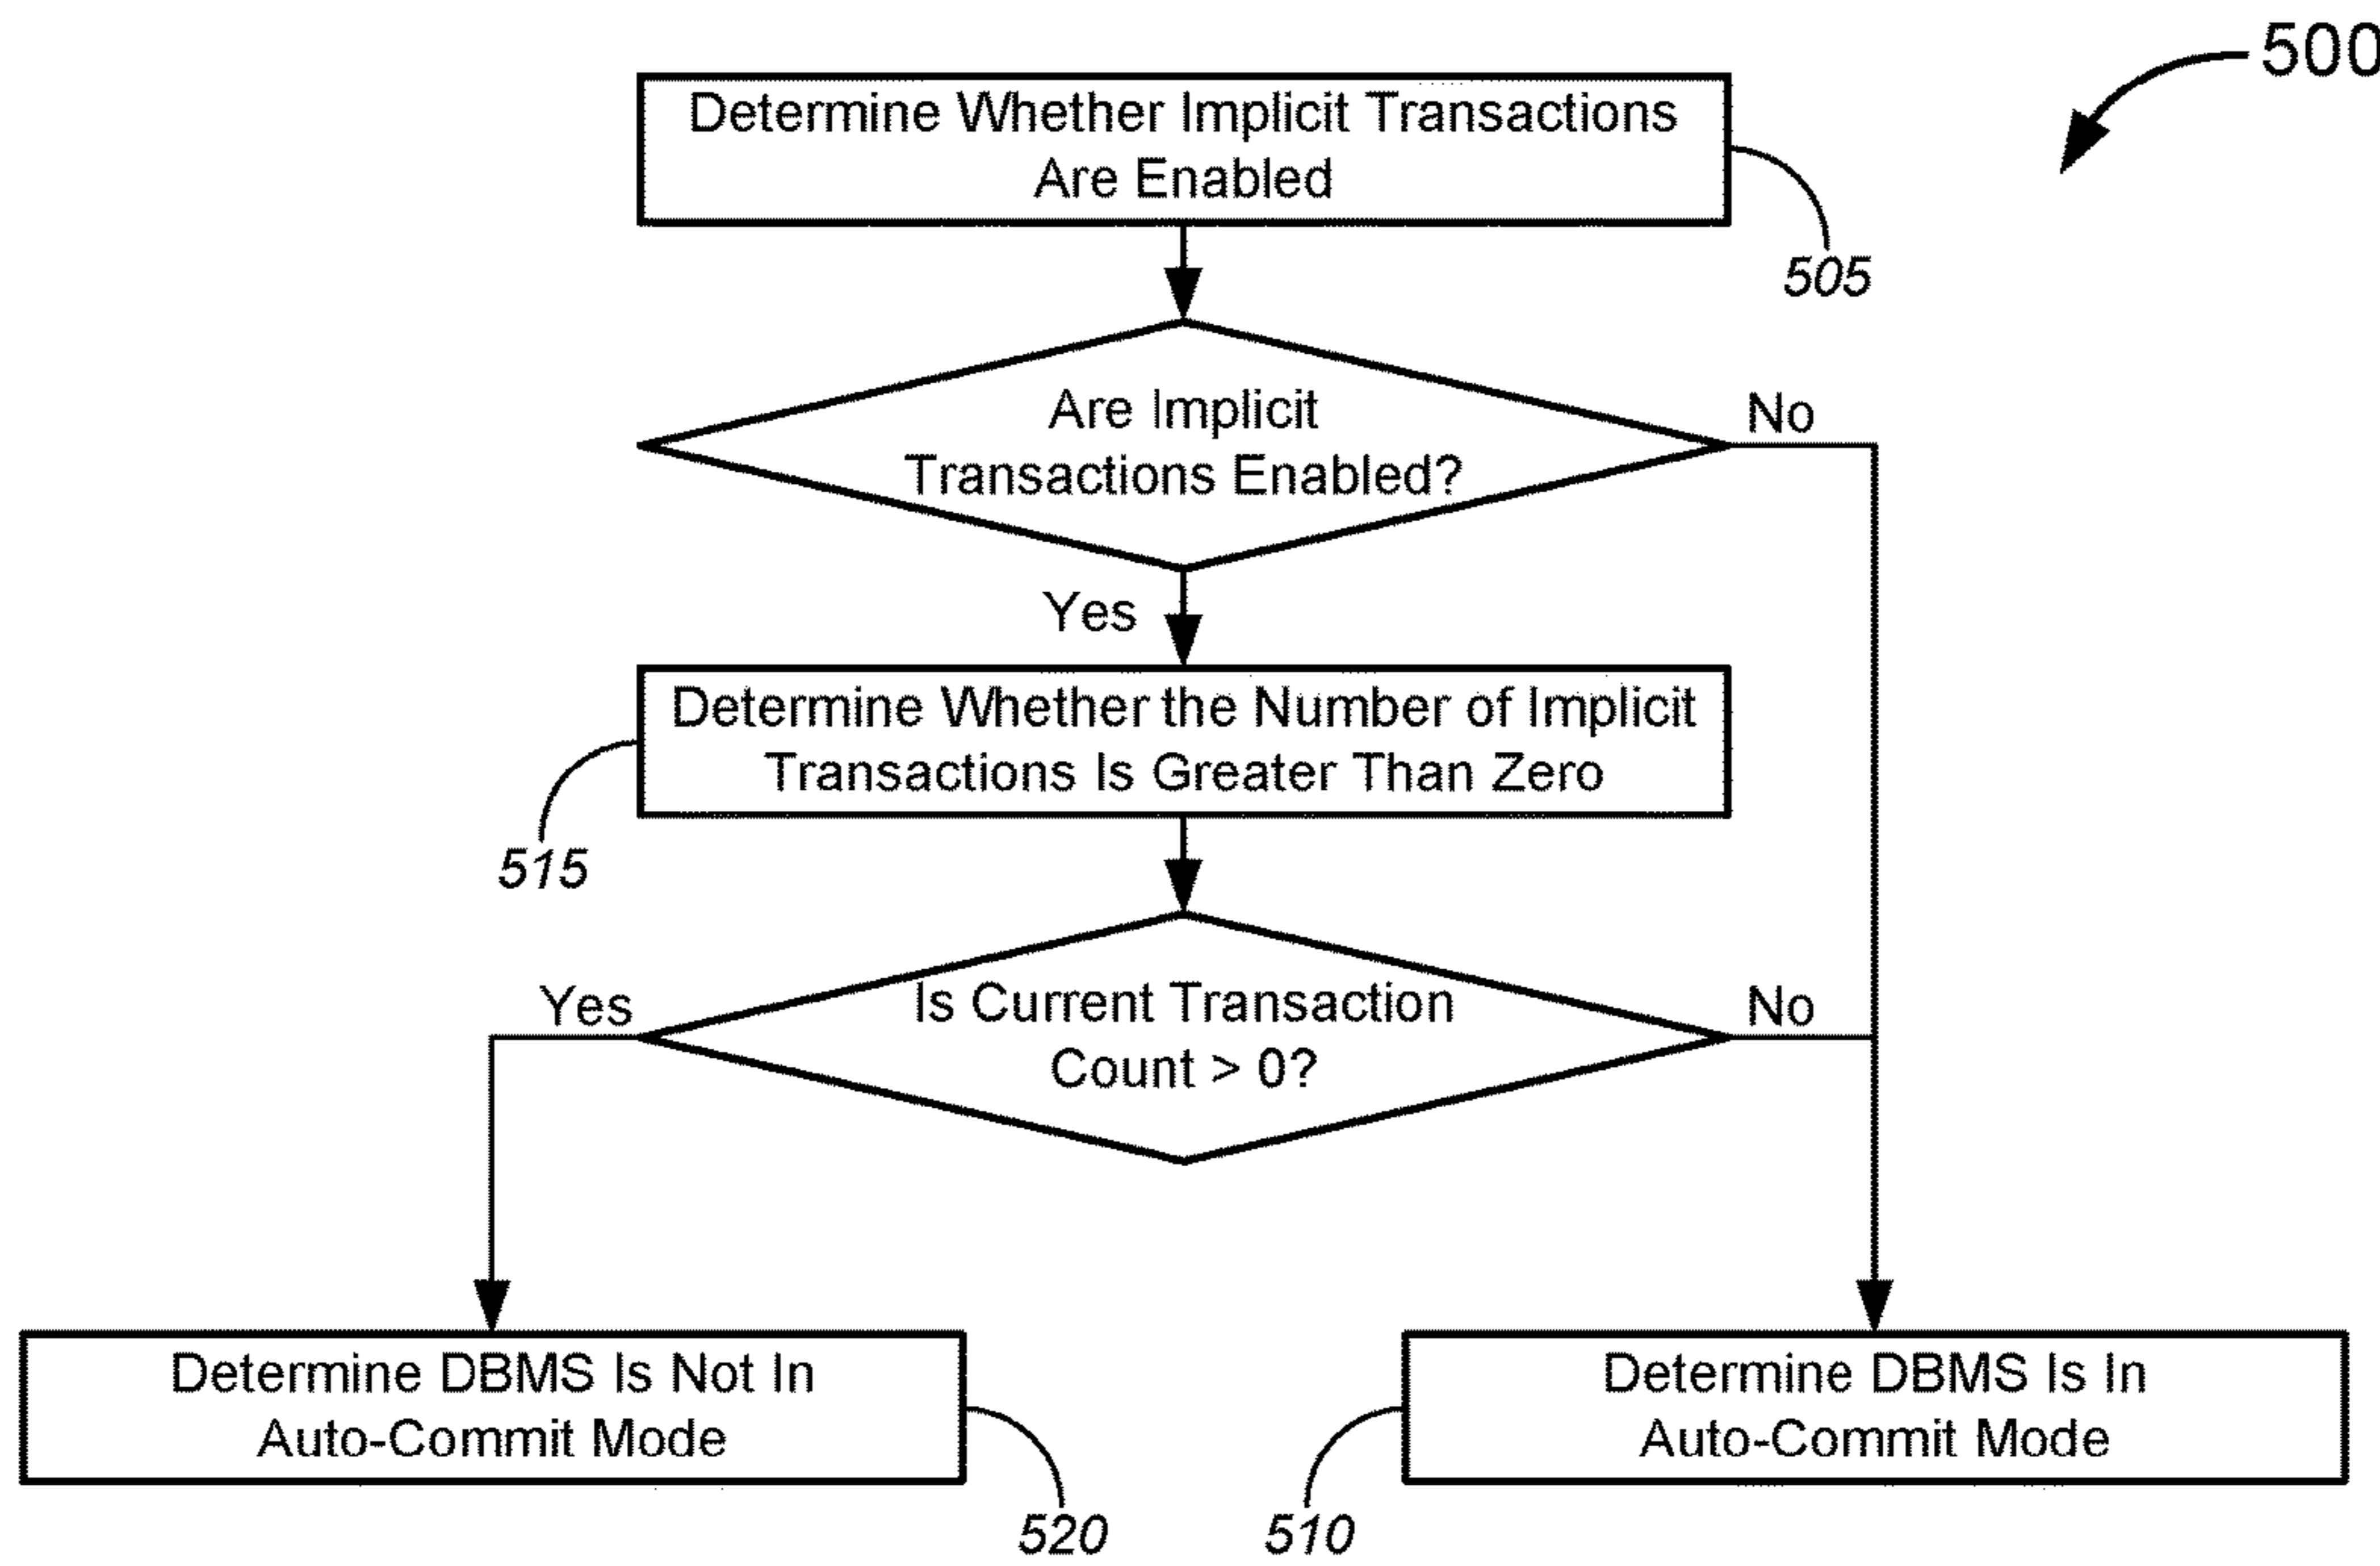 500
Determine Whether Implicit Transactions
Are Enabled
505
Are Implicit
Transactions Enabled?
No
Yes
Determine Whether the Number of Implicit
Transactions Is Greater Than Zero
515
Is Current Transaction
Count > 0?
Yes
No
Determine DBMS Is Not In
Auto-Commit Mode
520
Determine DBMS Is In
Auto-Commit Mode
510